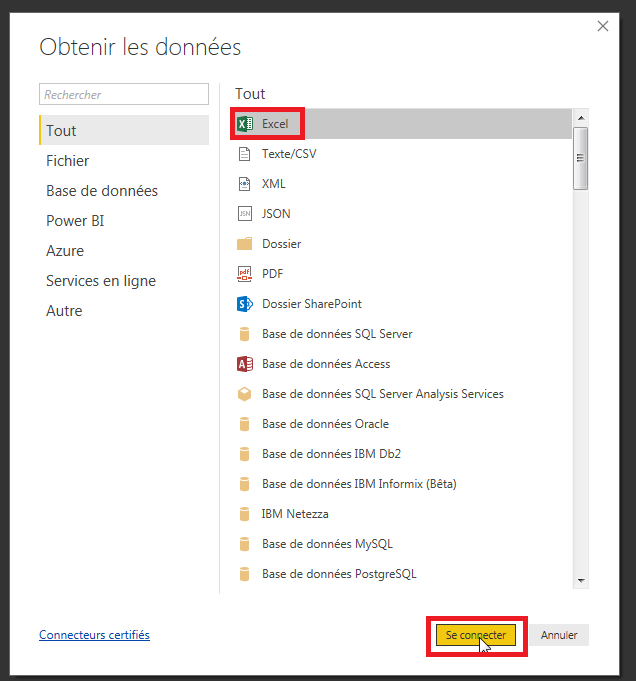 Obtenir les données
Rechercher
Tout
Fichier
Base de données
Power BI
Azure
Services en ligne
Autre
Tout
Excel
Texte/CSV
XML
JSON
Dossier
PDF
Dossier SharePoint
Base de données SQL Server
Base de données Access
Base de données SQL Server Analysis Services
Base de données Oracle
Base de données IBM Db2
Base de données IBM Informix (Bêta)
IBM Netezza
Base de données MySQL
Base de données PostgreSQL
Connecteurs certifiés
Se connecter
Annuler